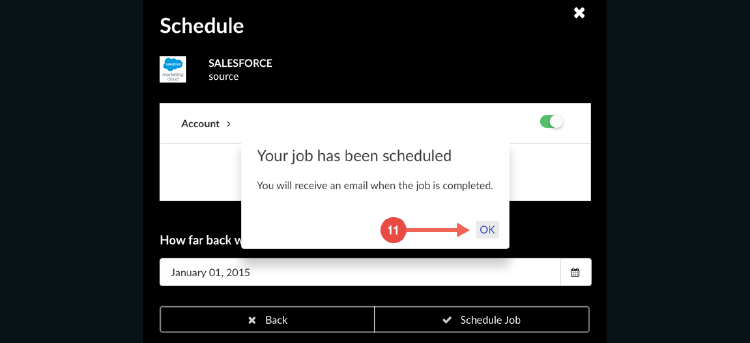 Schedule
salesforce
marketing
cloud
SALESFORCE
source
Account
Your job has been scheduled
You will receive an email when the job is completed.
11
OK
How far back w
January 01, 2015
Back
Schedule Job